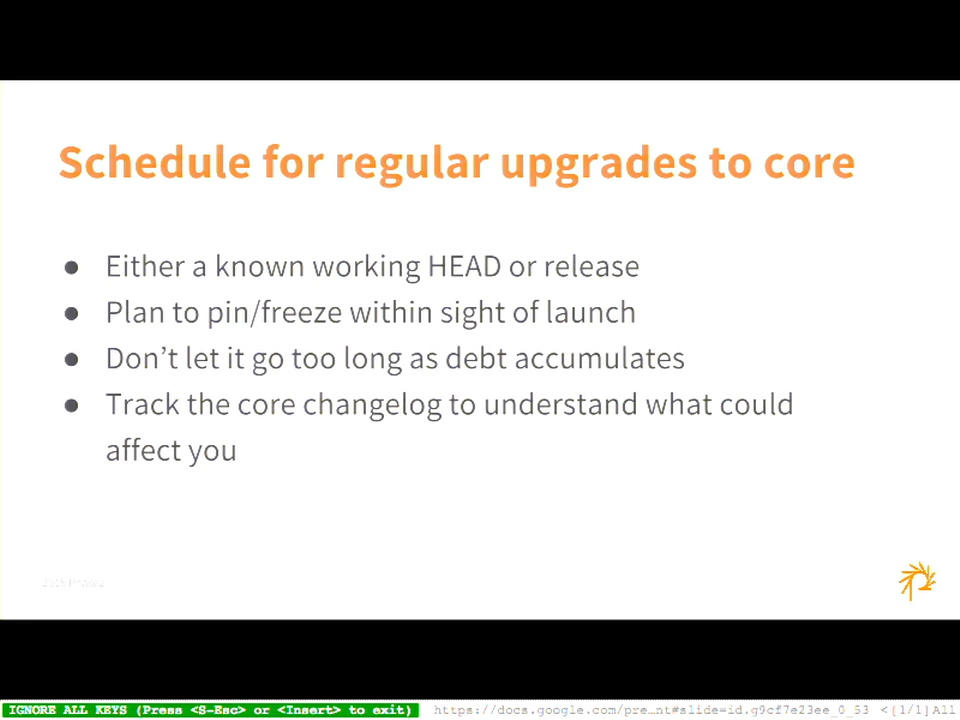 Schedule for regular upgrades to core
● Either a known working HEAD or release
● Plan to pin/freeze within sight of launch
● Don’t let it go too long as debt accumulates
● Track the core changelog to understand what could
affect you
IGNORE ALL KEYS (Press <S-Esc> or <Insert> to exit) https://docs.google.com/pre…nt#slide=id.g9cf7e23ee_0_53 <{1/1}All